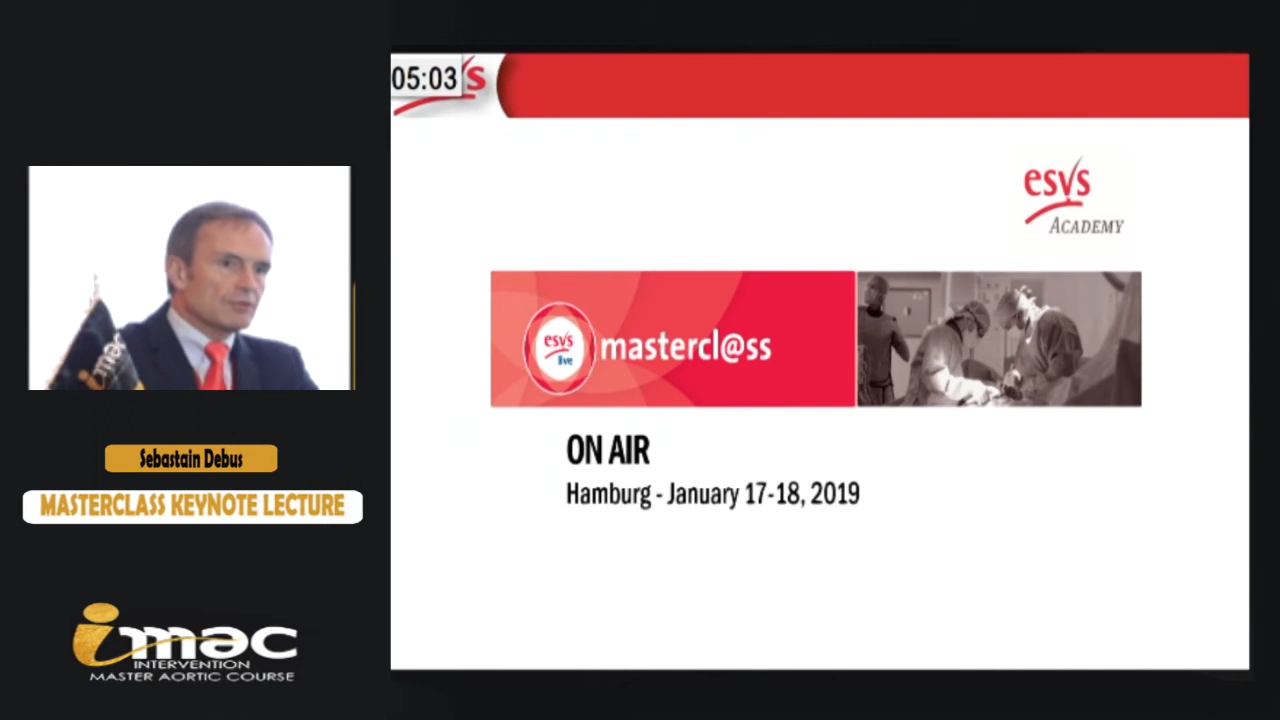 05:03
s
esvs
ACADEMY
esvs
live
mastercl@ss
ON AIR
Hamburg - January 17-18, 2019
imac
Sebastain Debus
MASTERCLASS KEYNOTE LECTURE
imac
INTERVENTION
MASTER AORTIC COURSE